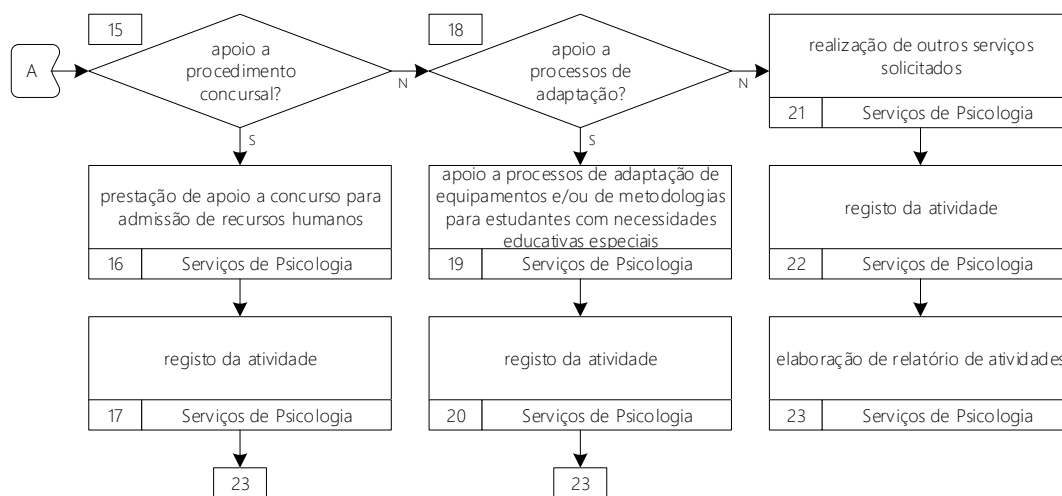 15
A
apoio a
procedimento
concursal?
N
S
18
apoio a
processos de
adaptação?
N
S
realização de outros serviços
solicitados
21 Serviços de Psicologia
prestação de apoio a concurso para
admissão de recursos humanos
16 Serviços de Psicologia
apoio a processos de adaptação de
equipamentos e/ou de metodologias
para estudantes com necessidades
educativas especiais
19 Serviços de Psicologia
registo da atividade
22 Serviços de Psicologia
registo da atividade
17 Serviços de Psicologia
registo da atividade
20 Serviços de Psicologia
elaboração de relatório de atividades
23 Serviços de Psicologia
23
23